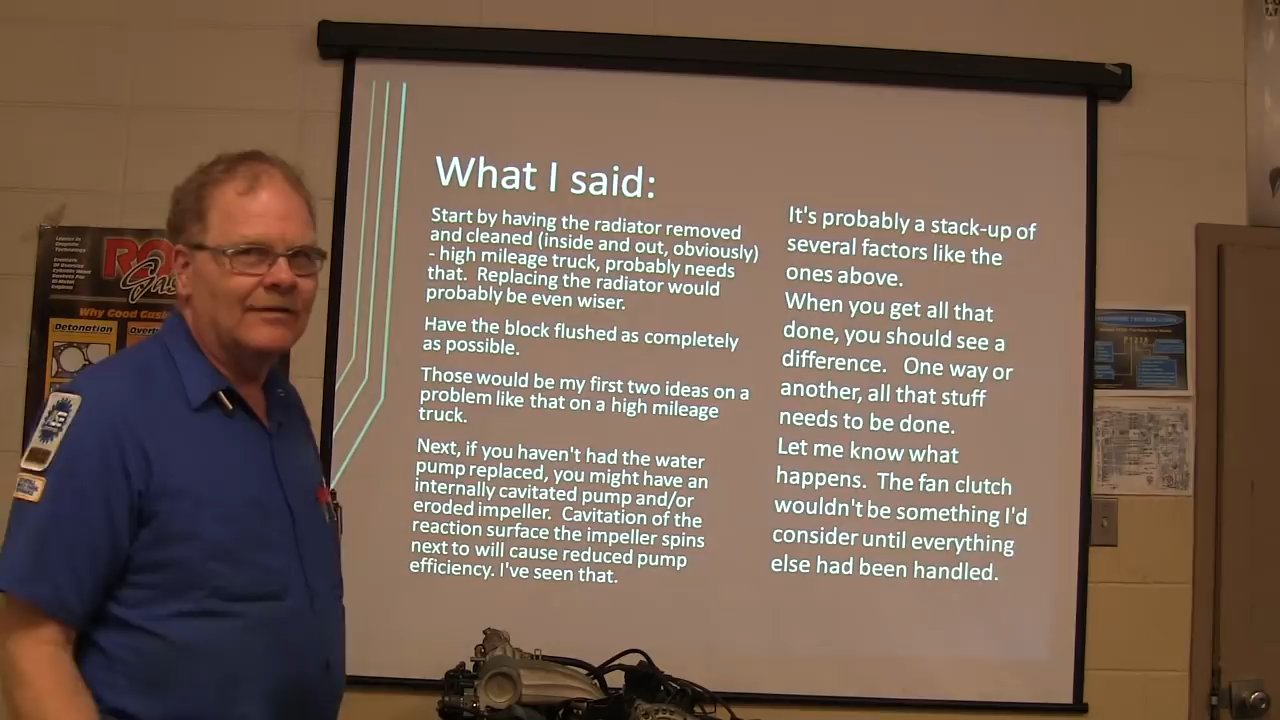 What I said:
Start by having the radiator removed
and cleaned (inside and out, obviously)
- high mileage truck, probably needs
that.  Replacing the radiator would
probably be even wiser.
Have the block flushed as completely
as possible.
Those would be my first two ideas on a
problem like that on a high mileage
truck.
Next, if you haven't had the water
pump replaced, you might have an
internally cavitated pump and/or
eroded impeller.  Cavitation of the
reaction surface the impeller spins
next to will cause reduced pump
efficiency. I've seen that.
It's probably a stack-up of
several factors like the
ones above.
When you get all that
done, you should see a
difference.   One way or
another, all that stuff
needs to be done.
Let me know what
happens.  The fan clutch
wouldn't be something I'd
consider until everything
else had been handled.
Why Good Gask
Detonation
Overh